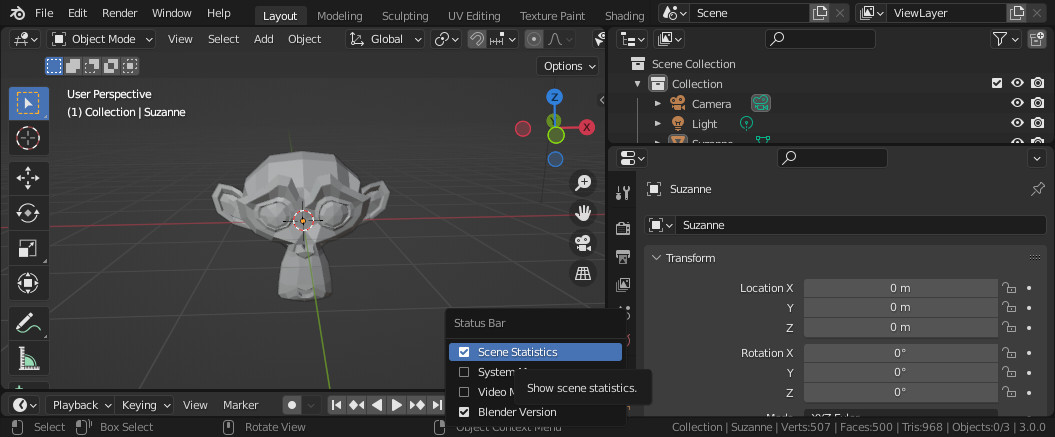 File Edit Render Window Help Layout Modeling Sculpting UV Editing Texture Paint Shading Scene ViewLayer
Object Mode View Select Add Object Global
Options
User Perspective
(1) Collection | Suzanne
Z
X
Scene Collection
Collection
Camera
Light
Suzanne
Suzanne
Suzanne
Transform
Location X 0 m
Y 0 m
Z 0 m
Rotation X 0°
Y 0°
Z 0°
Status Bar
Scene Statistics
System
Video
Blender Version
Show scene statistics.
Playback Keying View Marker
Select Box Select Rotate View Object Context Menu Collection | Suzanne | Verts:507 | Faces:500 | Tris:968 | Objects:0/3 | 3.0.0